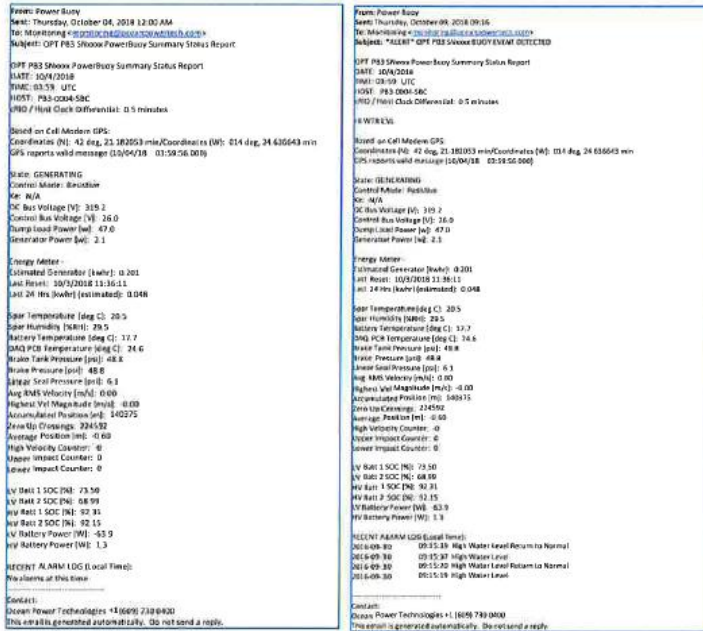 From: Power Buoy
Sent: Thursday, October 04, 2018 12:00 AM
To: Monitoring <monitoring@oceanpowertech.com>
Subject: OPT PB3 SNxxxx PowerBuoy Summary Status Report
OPT PB3 SNxxxx PowerBuoy Summary Status Report
DATE: 10/4/2018
TIME: 03:59 UTC
HOST: PB3-0004-SBC
cRIO / Host Clock Differential: 0.5 minutes
Based on Cell Modem GPS:
Coordinates (N): 42 deg, 21.182053 min/Coordinates (W): 014 deg, 24.636643 min
GPS reports valid message (10/04/18 03:59:56.000)
State: GENERATING
Control Mode: Resistive
Ke: N/A
DC Bus Voltage [V]: 319.2
Control Bus Voltage [V]: 26.0
Dump Load Power [w]: 47.0
Generator Power [w]: 2.1
Energy Meter -
Estimated Generator [kwhr]: 0.201
Last Reset: 10/3/2018 11:36:11
Last 24 Hrs [kwhr] (estimated): 0.048
Spar Temperature [deg C]: 20.5
Spar Humidity [%RH]: 29.5
Battery Temperature [deg C]: 17.7
DAQ PCB Temperature [deg C]: 24.6
Brake Tank Pressure [psi]: 48.8
Brake Pressure [psi]: 48.8
Linear Seal Pressure [psi]: 6.1
Avg RMS Velocity [m/s]: 0.00
Highest Vel Magnitude [m/s]: -0.00
Accumulated Position [m]: 140375
Zero Up Crossings: 224592
Average Position [m]: -0.60
High Velocity Counter: -0
Upper Impact Counter: 0
Lower Impact Counter: 0
LV Batt 1 SOC [%]: 73.50
LV Batt 2 SOC [%]: 68.99
HV Batt 1 SOC [%]: 92.31
HV Batt 2 SOC [%]: 92.15
LV Battery Power [W]: -63.9
HV Battery Power [W]: 1.3
RECENT ALARM LOG (Local Time):
No alarms at this time
Contact:
Ocean Power Technologies +1 (609) 730 0400
This email is generated automatically. Do not send a reply.
From: Power Buoy
Sent: Thursday, October 09, 2018 09:16
To: Monitoring <monitoring@oceanpowertech.com>
Subject: *ALERT* OPT PB3 SNxxxx BUOY EVENT DETECTED
OPT PB3 SNxxxx PowerBuoy Summary Status Report
DATE: 10/4/2018
TIME: 03:59 UTC
HOST: PB3-0004-SBC
cRIO / Host Clock Differential: 0.5 minutes
Based on Cell Modem GPS:
Coordinates (N): 42 deg, 21.182053 min/Coordinates (W): 014 deg, 24.636643 min
GPS reports valid message (10/04/18 03:59:56.000)
State: GENERATING
Control Mode: Resistive
Ke: N/A
DC Bus Voltage [V]: 319.2
Control Bus Voltage [V]: 26.0
Dump Load Power [w]: 47.0
Generator Power [w]: 2.1
Energy Meter -
Estimated Generator [kwhr]: 0.201
Last Reset: 10/3/2018 11:36:11
Last 24 Hrs [kwhr] (estimated): 0.048
Spar Temperature [deg C]: 20.5
Spar Humidity [%RH]: 29.5
Battery Temperature [deg C]: 17.7
DAQ PCB Temperature [deg C]: 24.6
Brake Tank Pressure [psi]: 48.8
Brake Pressure [psi]: 48.8
Linear Seal Pressure [psi]: 6.1
Avg RMS Velocity [m/s]: 0.00
Highest Vel Magnitude [m/s]: -0.00
Accumulated Position [m]: 140375
Zero Up Crossings: 224592
Average Position [m]: -0.60
High Velocity Counter: -0
Upper Impact Counter: 0
Lower Impact Counter: 0
LV Batt 1 SOC [%]: 73.50
LV Batt 2 SOC [%]: 68.99
HV Batt 1 SOC [%]: 92.31
HV Batt 2 SOC [%]: 92.15
LV Battery Power [W]: -63.9
HV Battery Power [W]: 1.3
RECENT ALARM LOG (Local Time):
2016-09-30 09:15:39 High Water Level Return to Normal
2016-09-30 09:15:37 High Water Level
2016-09-30 09:15:20 High Water Level Return to Normal
2016-09-30 09:15:19 High Water Level
Contact:
Ocean Power Technologies +1 (609) 730 0400
This email is generated automatically. Do not send a reply.